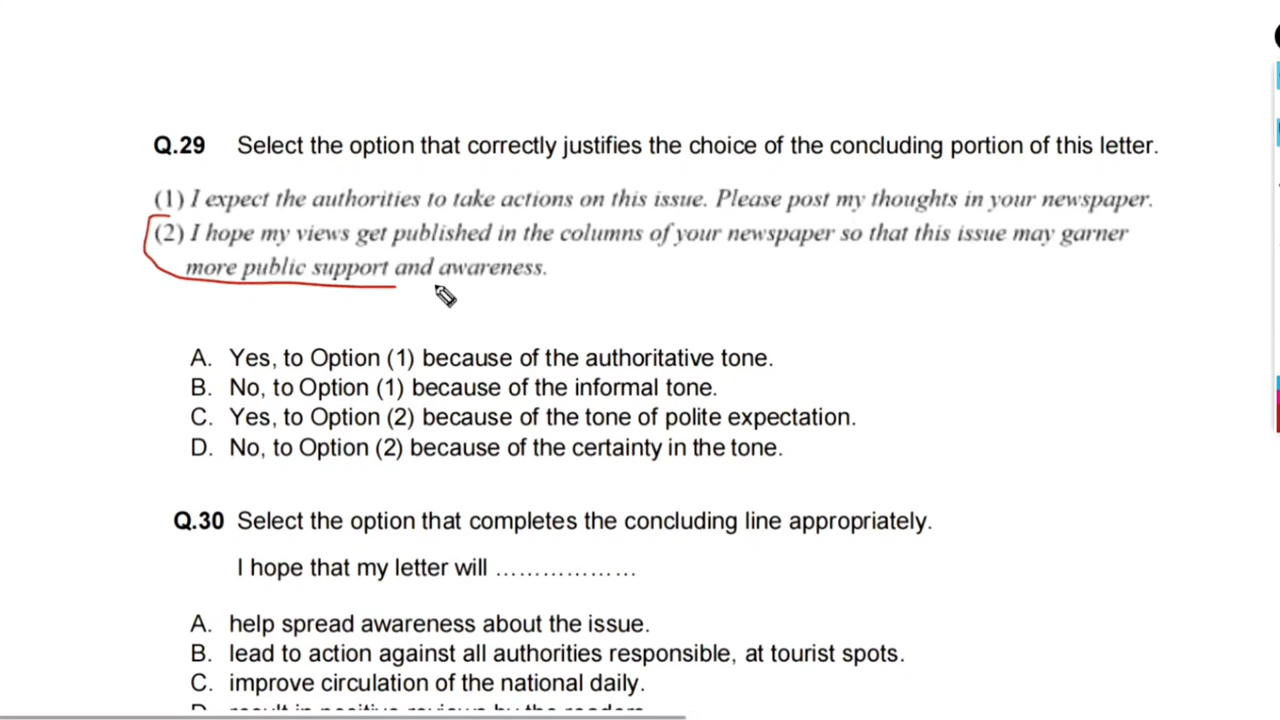 Q.29 Select the option that correctly justifies the choice of the concluding portion of this letter.
(1) I expect the authorities to take actions on this issue. Please post my thoughts in your newspaper.
(2) I hope my views get published in the columns of your newspaper so that this issue may garner
more public support and awareness.
A. Yes, to Option (1) because of the authoritative tone.
B. No, to Option (1) because of the informal tone.
C. Yes, to Option (2) because of the tone of polite expectation.
D. No, to Option (2) because of the certainty in the tone.
Q.30 Select the option that completes the concluding line appropriately.
I hope that my letter will ………………
A. help spread awareness about the issue.
B. lead to action against all authorities responsible, at tourist spots.
C. improve circulation of the national daily.
D. result in positive reviews by the readers.